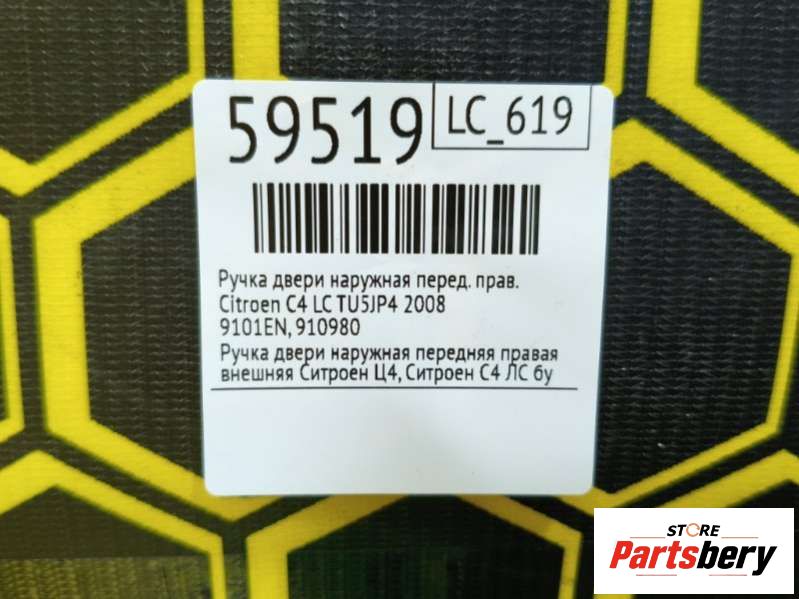 59519
LC_619
Ручка двери наружная перед. прав.
Citroen C4 LC TU5JP4 2008
9101EN, 910980
Ручка двери наружная передняя правая
внешняя Ситроен Ц4, Ситроен С4 ЛС бу
STORE
Partsbery